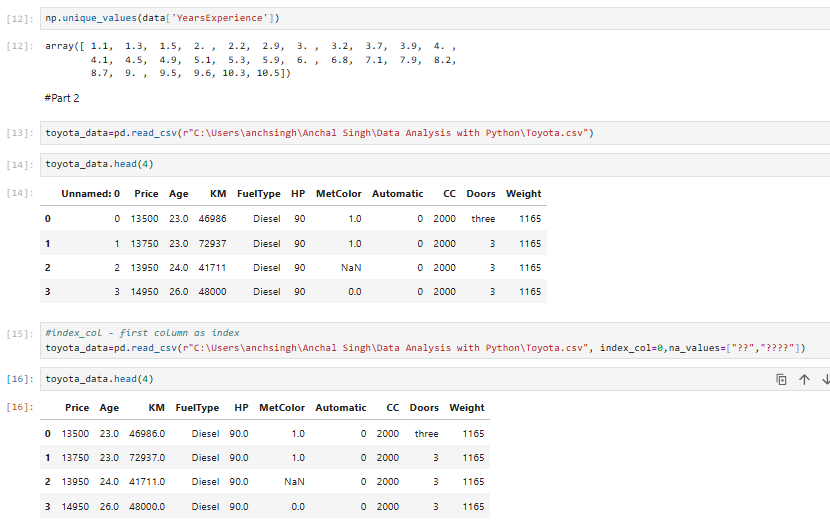 [12]: np.unique_values(data['YearsExperience'])
[12]: array([ 1.1, 1.3, 1.5, 2. , 2.2, 2.9, 3. , 3.2, 3.7, 3.9, 4. ,
4.1, 4.5, 4.9, 5.1, 5.3, 5.9, 6. , 6.8, 7.1, 7.9, 8.2,
8.7, 9. , 9.5, 9.6, 10.3, 10.5])
#Part 2
[13]: toyota_data=pd.read_csv(r"C:\Users\anchsingh\Anchal Singh\Data Analysis with Python\Toyota.csv")
[14]: toyota_data.head(4)
[14]: Unnamed: 0 Price Age KM FuelType HP MetColor Automatic CC Doors Weight
0 0 13500 23.0 46986 Diesel 90 1.0 0 2000 three 1165
1 1 13750 23.0 72937 Diesel 90 1.0 0 2000 3 1165
2 2 13950 24.0 41711 Diesel 90 NaN 0 2000 3 1165
3 3 14950 26.0 48000 Diesel 90 0.0 0 2000 3 1165
[15]: #index_col - first column as index
toyota_data=pd.read_csv(r"C:\Users\anchsingh\Anchal Singh\Data Analysis with Python\Toyota.csv", index_col=0,na_values=["??","????"])
[16]: toyota_data.head(4)
[16]: Price Age KM FuelType HP MetColor Automatic CC Doors Weight
0 13500 23.0 46986.0 Diesel 90.0 1.0 0 2000 three 1165
1 13750 23.0 72937.0 Diesel 90.0 1.0 0 2000 3 1165
2 13950 24.0 41711.0 Diesel 90.0 NaN 0 2000 3 1165
3 14950 26.0 48000.0 Diesel 90.0 0.0 0 2000 3 1165